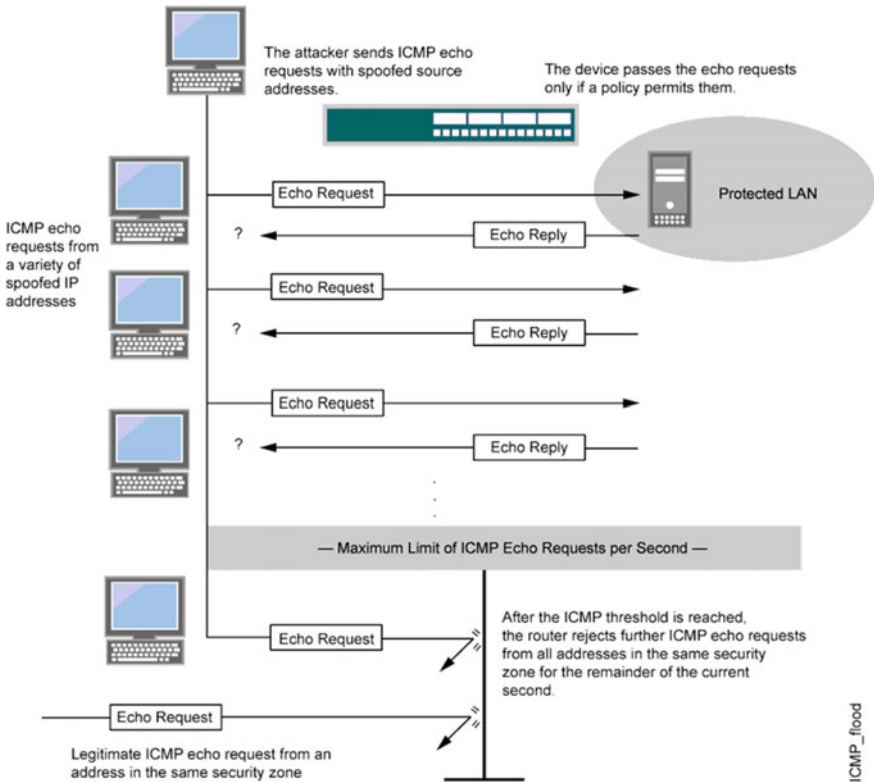 The attacker sends ICMP echo
requests with spoofed source
addresses.
The device passes the echo requests
only if a policy permits them.
Echo Request
Protected LAN
ICMP echo
requests from
a variety of
spoofed IP
addresses
? Echo Reply
Echo Request
? Echo Reply
Echo Request
? Echo Reply
— Maximum Limit of ICMP Echo Requests per Second —
After the ICMP threshold is reached,
the router rejects further ICMP echo requests
from all addresses in the same security
zone for the remainder of the current
second.
Echo Request
Echo Request
Legitimate ICMP echo request from an
address in the same security zone
ICMP_flood